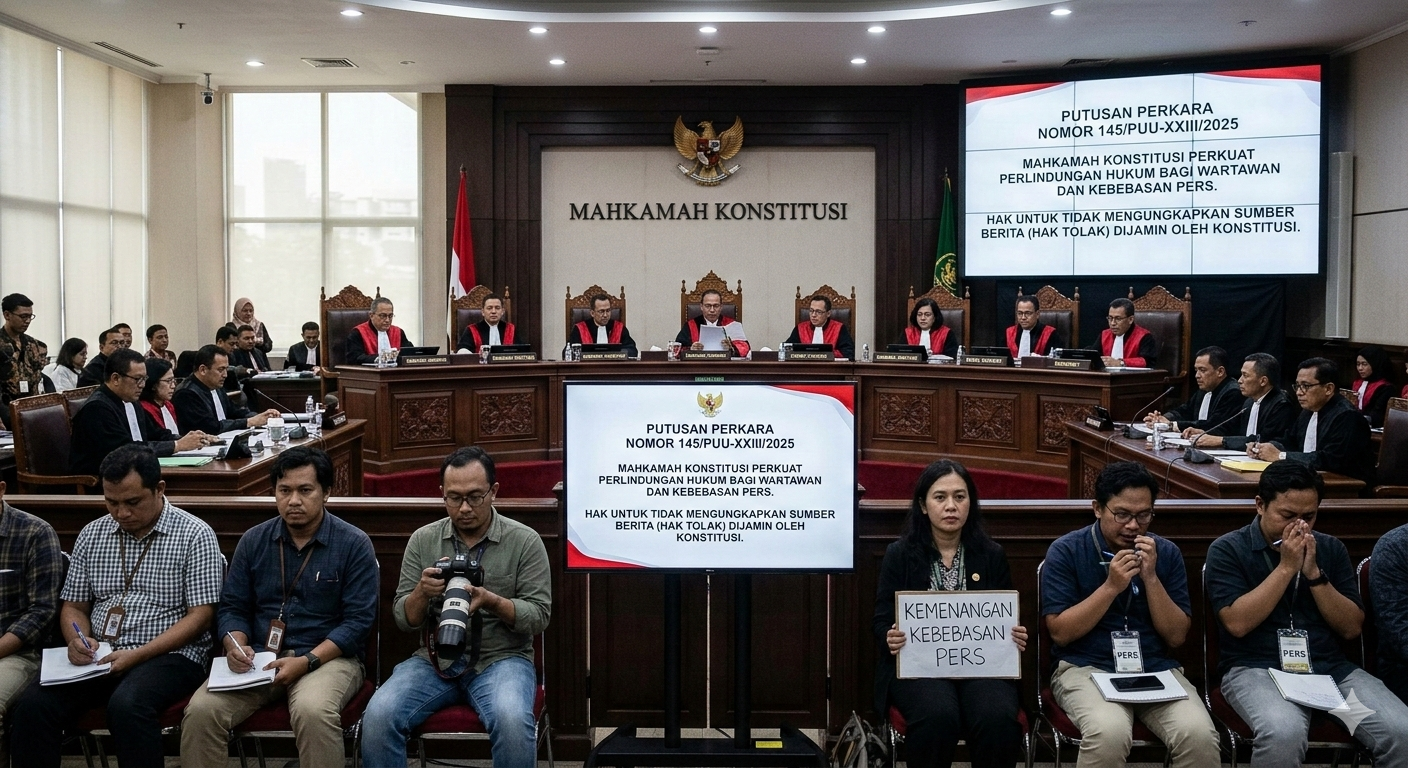 MAHKAMAH KONSTITUSI
PUTUSAN PERKARA
NOMOR 145/PUU-XXIII/2025
MAHKAMAH KONSTITUSI PERKUAT
PERLINDUNGAN HUKUM BAGI WARTAWAN
DAN KEBEBASAN PERS.
HAK UNTUK TIDAK MENGUNGKAPKAN SUMBER
BERITA (HAK TOLAK) DIJAMIN OLEH KONSTITUSI.
PUTUSAN PERKARA
NOMOR 145/PUU-XXIII/2025
MAHKAMAH KONSTITUSI PERKUAT
PERLINDUNGAN HUKUM BAGI WARTAWAN
DAN KEBEBASAN PERS.
HAK UNTUK TIDAK MENGUNGKAPKAN SUMBER
BERITA (HAK TOLAK) DIJAMIN OLEH
KONSTITUSI.
KEMENANGAN
KEBEBASAN
PERS
PERS
PERS